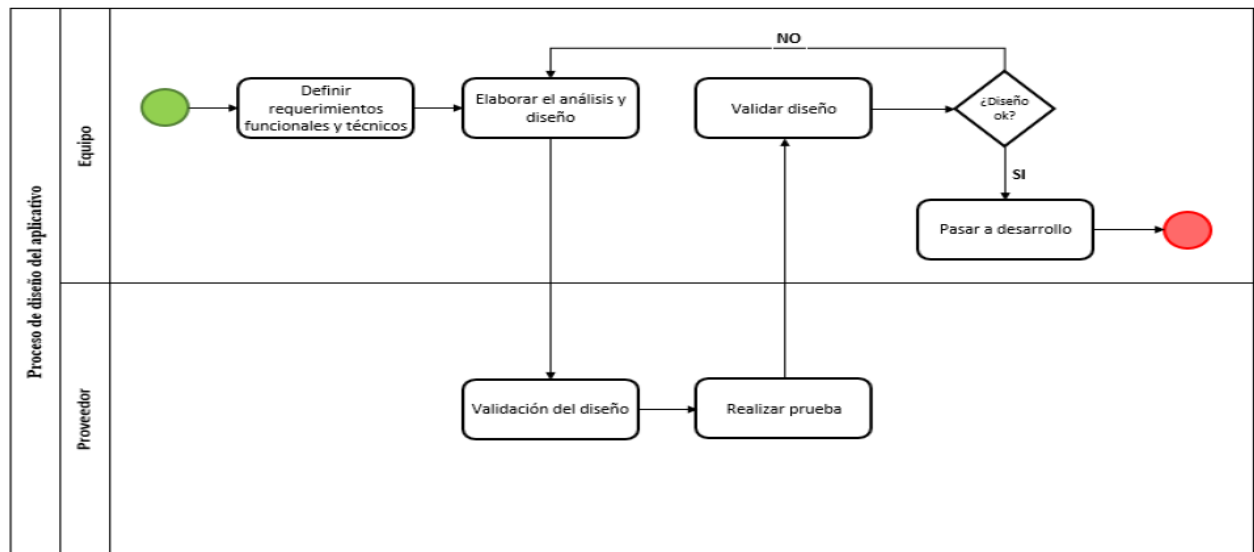 Proceso de diseño del aplicativo
Equipo
Definir
requerimientos
funcionales y técnicos
Elaborar el análisis y
diseño
Validar diseño
¿Diseño
ok?
NO
SI
Pasar a desarrollo
Proveedor
Validación del diseño
Realizar prueba